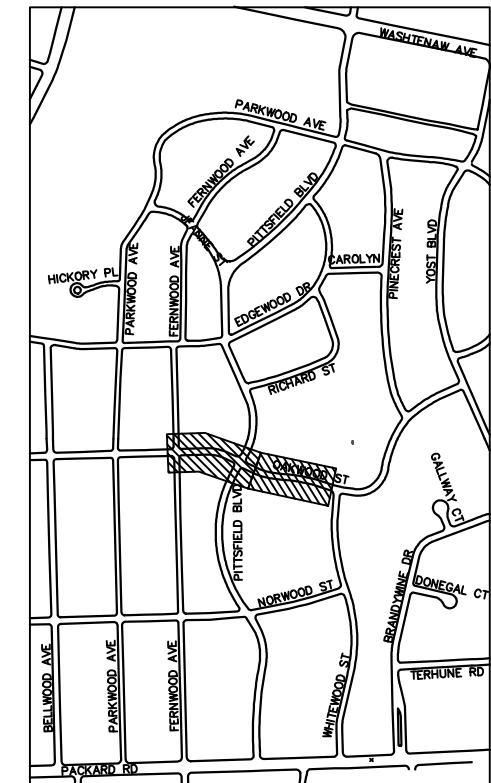 WASHTENAW AVE
PARKWOOD AVE
FERNWOOD AVE
PITTSFIELD BLVD
CAROLYN
PINECREST AVE
YOST BLVD
HICKORY PL
PARKWOOD AVE
FERNWOOD AVE
EDGEWOOD DR
RICHARD ST
OAKWOOD ST
GALLWAY CT
PITTSFIELD BLVD
BRANDYWINE DR
DONEGAL CT
NORWOOD ST
BELLWOOD AVE
PARKWOOD AVE
FERNWOOD AVE
WHITEWOOD ST
TERHUNE RD
PACKARD RD